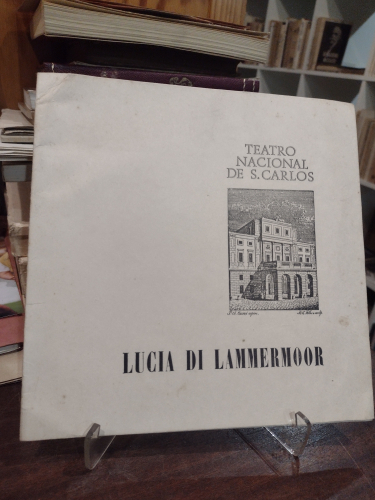 TEATRO
NACIONAL
DE S. CARLOS
LUCIA DI LAMMERMOOR